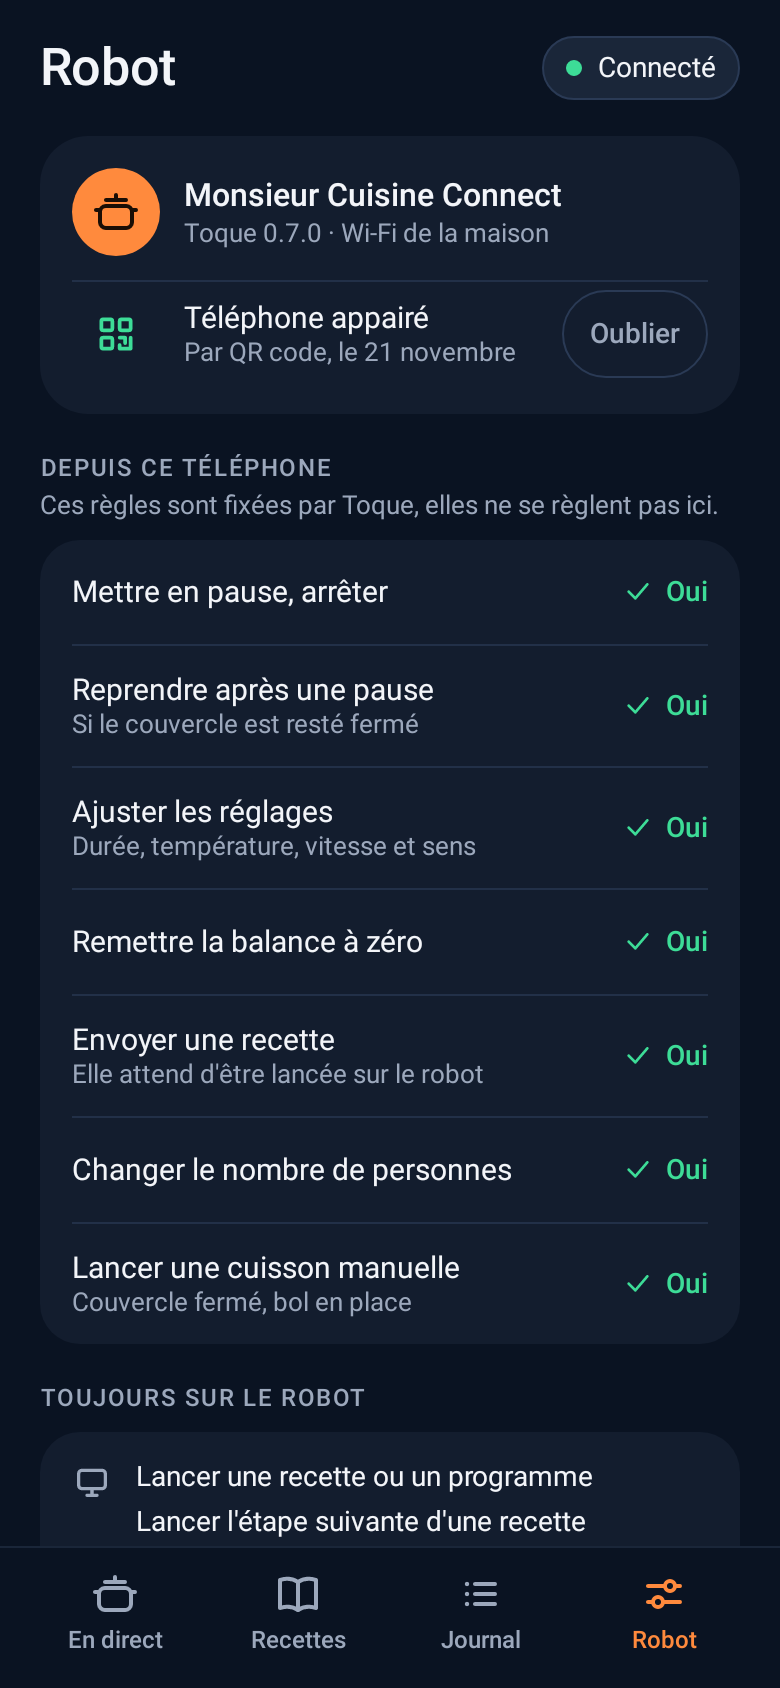 Robot
Connecté
Monsieur Cuisine Connect
Toque 0.7.0 · Wi-Fi de la maison
Téléphone appairé
Par QR code, le 21 novembre
Oublier
DEPUIS CE TÉLÉPHONE
Ces règles sont fixées par Toque, elles ne se règlent pas ici.
Mettre en pause, arrêter
Oui
Reprendre après une pause
Si le couvercle est resté fermé
Oui
Ajuster les réglages
Durée, température, vitesse et sens
Oui
Remettre la balance à zéro
Oui
Envoyer une recette
Elle attend d'être lancée sur le robot
Oui
Changer le nombre de personnes
Oui
Lancer une cuisson manuelle
Couvercle fermé, bol en place
Oui
TOUJOURS SUR LE ROBOT
Lancer une recette ou un programme
Lancer l'étape suivante d'une recette
En direct
Recettes
Journal
Robot